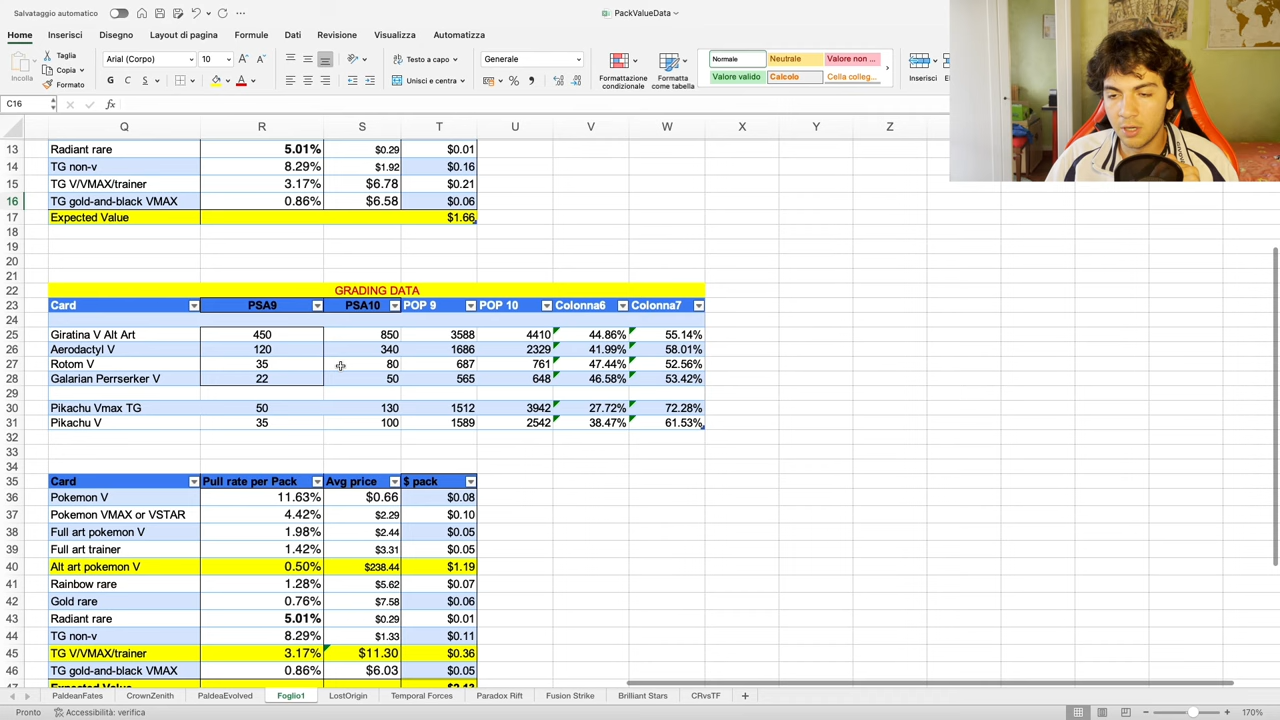 Salvataggio automatico PackValueData
Home Inserisci Disegno Layout di pagina Formule Dati Revisione Visualizza Automatizza
Incolla Taglia Copia Formato
Arial (Corpo) 10 A A
G C S A
Testo a capo
Unisci e centra
Generale
% 000
Formattazione condizionale
Formatta come tabella
Normale Neutrale Valore non...
Valore valido Calcolo Cella colleg...
Inserisci
C16 fx
Q R S T U V W X Y Z
13 Radiant rare 5.01% $0.29 $0.01
14 TG non-v 8.29% $1.92 $0.16
15 TG V/VMAX/trainer 3.17% $6.78 $0.21
16 TG gold-and-black VMAX 0.86% $6.58 $0.06
17 Expected Value $1.66
18
19
20
21
22 GRADING DATA
23 Card PSA9 PSA10 POP 9 POP 10 Colonna6 Colonna7
24
25 Giratina V Alt Art 450 850 3588 4410 44.86% 55.14%
26 Aerodactyl V 120 340 1686 2329 41.99% 58.01%
27 Rotom V 35 80 687 761 47.44% 52.56%
28 Galarian Perrserker V 22 50 565 648 46.58% 53.42%
29
30 Pikachu Vmax TG 50 130 1512 3942 27.72% 72.28%
31 Pikachu V 35 100 1589 2542 38.47% 61.53%
32
33
34
35 Card Pull rate per Pack Avg price $ pack
36 Pokemon V 11.63% $0.66 $0.08
37 Pokemon VMAX or VSTAR 4.42% $2.29 $0.10
38 Full art pokemon V 1.98% $2.44 $0.05
39 Full art trainer 1.42% $3.31 $0.05
40 Alt art pokemon V 0.50% $238.44 $1.19
41 Rainbow rare 1.28% $5.62 $0.07
42 Gold rare 0.76% $7.58 $0.06
43 Radiant rare 5.01% $0.29 $0.01
44 TG non-v 8.29% $1.33 $0.11
45 TG V/VMAX/trainer 3.17% $11.30 $0.36
46 TG gold-and-black VMAX 0.86% $6.03 $0.05
47 Expected Value $2.13
PaldeanFates CrownZenith PaldeaEvolved Foglio1 LostOrigin Temporal Forces Paradox Rift Fusion Strike Brilliant Stars CRvsTF +
Pronto Accessibilità: verifica 170%